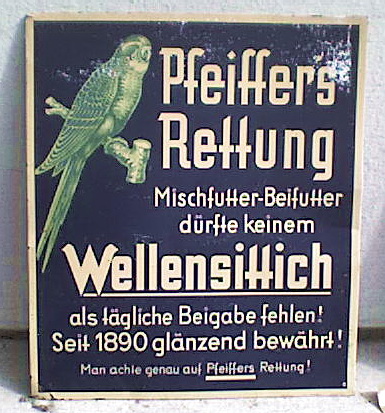 Pfeiffers
Rettung
Mischfutter-Beifutter
dürfte keinem
Wellensittich
als tägliche Beigabe fehlen!
Seit 1890 glänzend bewährt!
Man achte genau auf Pfeiffers Rettung!